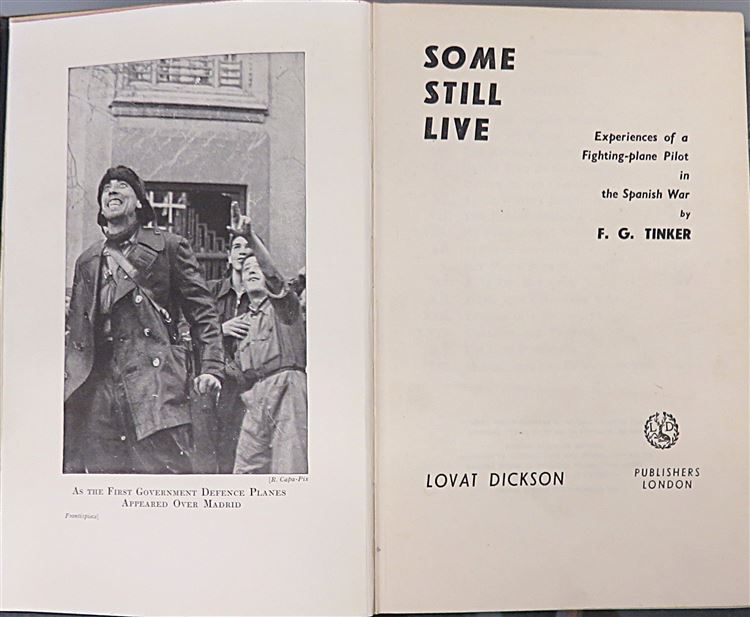 [R. Capa-Pix
As the First Government Defence Planes
Appeared Over Madrid
Frontispiece]
SOME
STILL
LIVE
Experiences of a
Fighting-plane Pilot
in
the Spanish War
by
F. G. TINKER
L D
LOVAT DICKSON
PUBLISHERS
LONDON